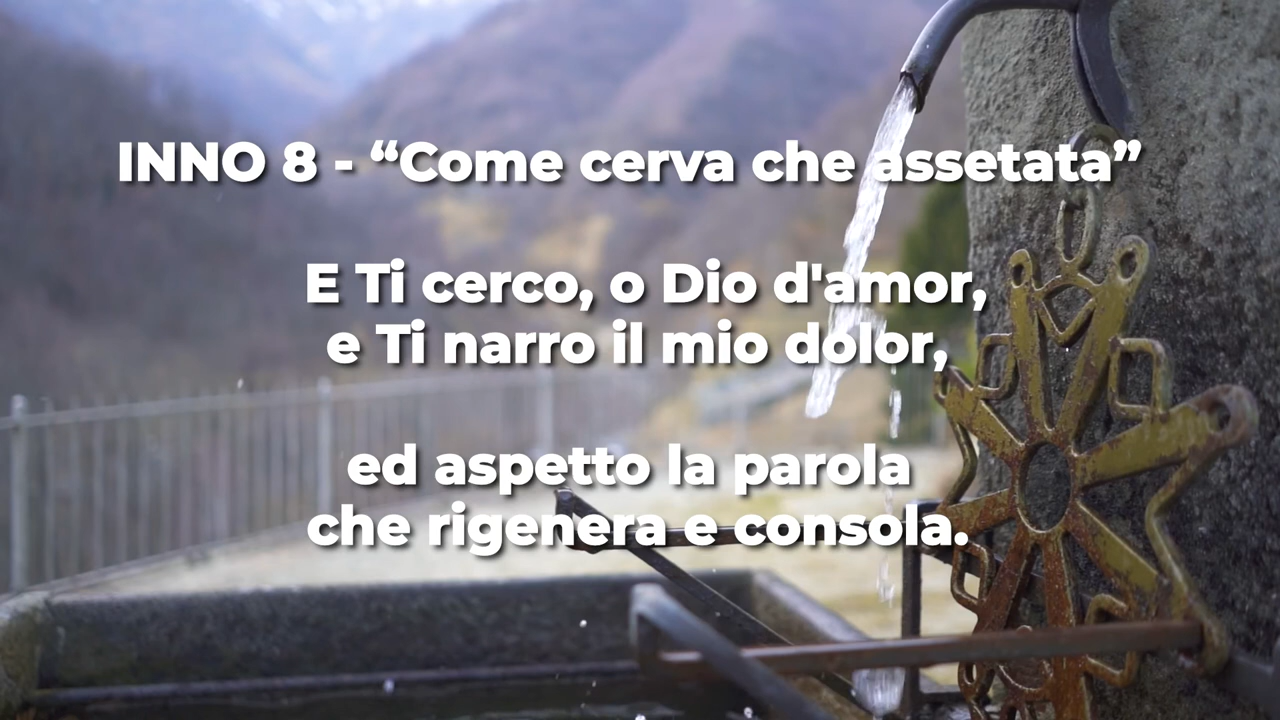 INNO 8 - “Come cerva che assetata”
E Ti cerco, o Dio d'amor,
e Ti narro il mio dolor,
ed aspetto la parola
che rigenera e consola.